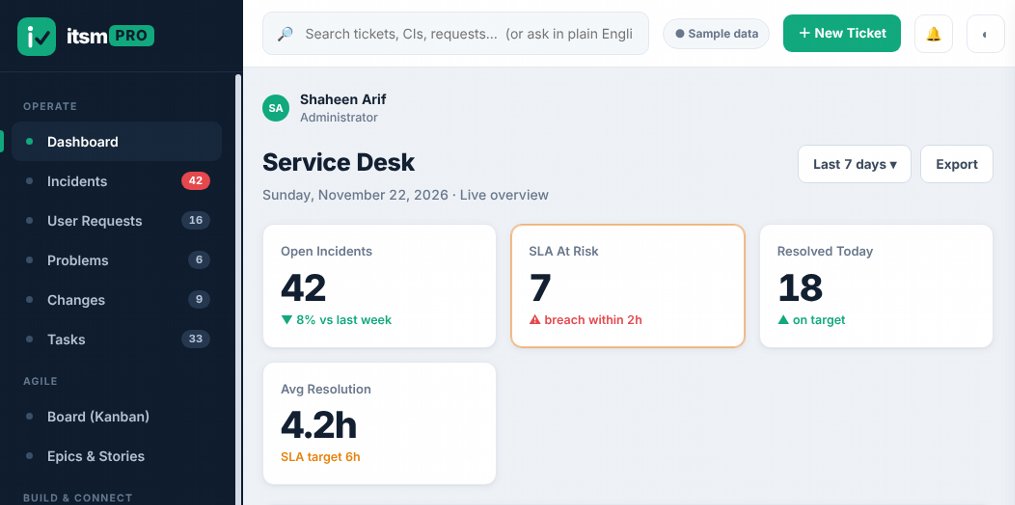 itsm PRO
Search tickets, CIs, requests... (or ask in plain Engli
Sample data
+ New Ticket
OPERATE
Dashboard
Incidents 42
User Requests 16
Problems 6
Changes 9
Tasks 33
AGILE
Board (Kanban)
Epics & Stories
BUILD & CONNECT
SA
Shaheen Arif
Administrator
Service Desk
Sunday, November 22, 2026 · Live overview
Last 7 days ▾
Export
Open Incidents
42
▼ 8% vs last week
SLA At Risk
7
⚠ breach within 2h
Resolved Today
18
▲ on target
Avg Resolution
4.2h
SLA target 6h